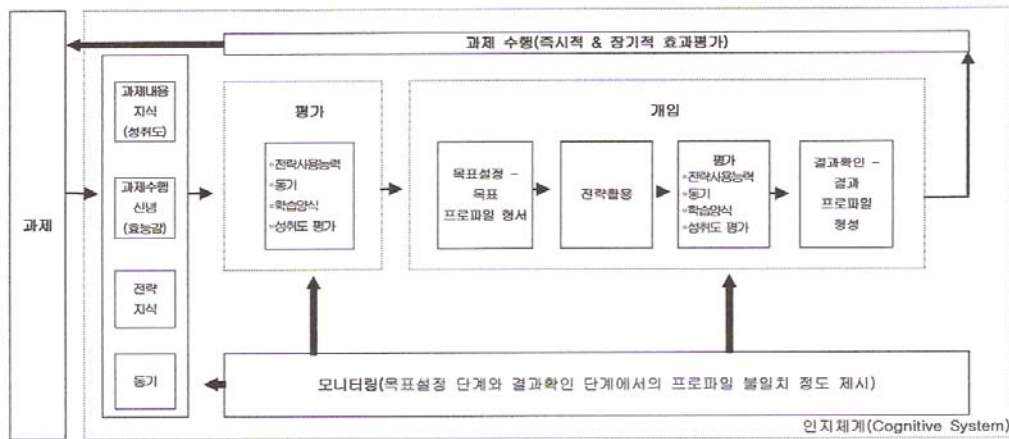 과제 수행(즉시적 & 장기적 효과평가)
과제
과제내용
지식
(성취도)
과제수행
신념
(효능감)
전략
지식
동기
평가
◦전략사용능력
◦동기
◦학습양식
◦성취도 평가
개입
목표설정 –
목표
프로파일 형서
전략활용
평가
◦전략사용능력
◦동기
◦학습양식
◦성취도 평가
결과확인 –
결과
프로파일
형성
모니터링(목표설정 단계와 결과확인 단계에서의 프로파일 불일치 정도 제시)
인지체계(Cognitive System)